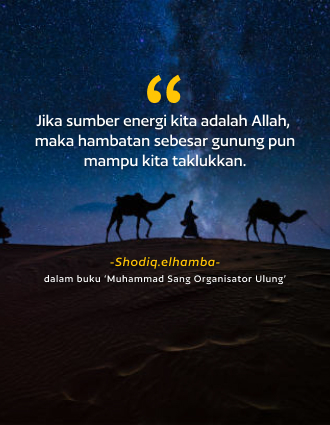 “
Jika sumber energi kita adalah Allah,
maka hambatan sebesar gunung pun
mampu kita taklukkan.
-Shodiq.elhamba-
dalam buku ‘Muhammad Sang Organisator Ulung’